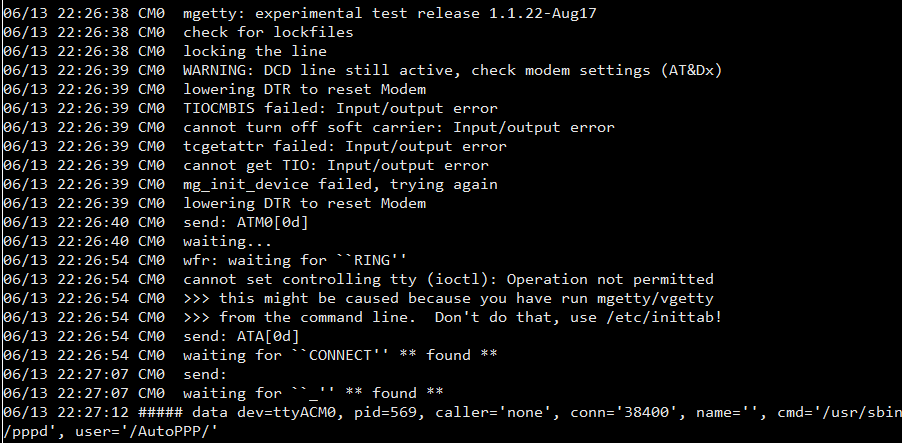 06/13 22:26:38 CM0  mgetty: experimental test release 1.1.22-Aug17
06/13 22:26:38 CM0  check for lockfiles
06/13 22:26:38 CM0  locking the line
06/13 22:26:39 CM0  WARNING: DCD line still active, check modem settings (AT&Dx)
06/13 22:26:39 CM0  lowering DTR to reset Modem
06/13 22:26:39 CM0  TIOCMBIS failed: Input/output error
06/13 22:26:39 CM0  cannot turn off soft carrier: Input/output error
06/13 22:26:39 CM0  tcgetattr failed: Input/output error
06/13 22:26:39 CM0  cannot get TIO: Input/output error
06/13 22:26:39 CM0  mg_init_device failed, trying again
06/13 22:26:39 CM0  lowering DTR to reset Modem
06/13 22:26:40 CM0  send: ATM0[0d]
06/13 22:26:40 CM0  waiting...
06/13 22:26:54 CM0  wfr: waiting for ``RING''
06/13 22:26:54 CM0  cannot set controlling tty (ioctl): Operation not permitted
06/13 22:26:54 CM0  >>> this might be caused because you have run mgetty/vgetty
06/13 22:26:54 CM0  >>> from the command line.  Don't do that, use /etc/inittab!
06/13 22:26:54 CM0  send: ATA[0d]
06/13 22:26:54 CM0  waiting for ``CONNECT'' ** found **
06/13 22:27:07 CM0  send:
06/13 22:27:07 CM0  waiting for ``_'' ** found **
06/13 22:27:12 ##### data dev=ttyACM0, pid=569, caller='none', conn='38400', name='', cmd='/usr/sbin
/pppd', user='/AutoPPP/'